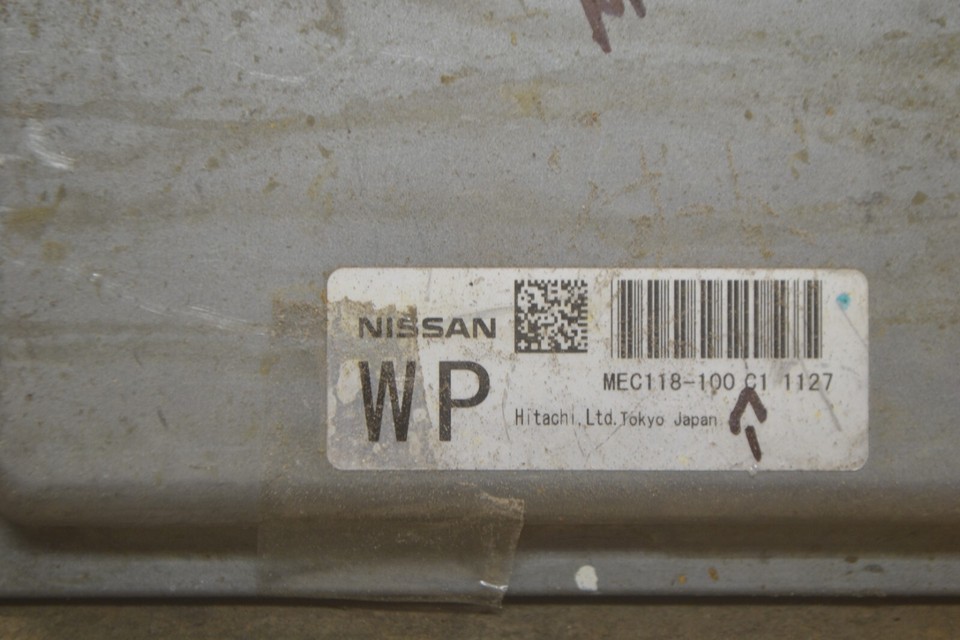 NISSAN
WP
MEC118-100 C1 1127
Hitachi,Ltd.Tokyo Japan